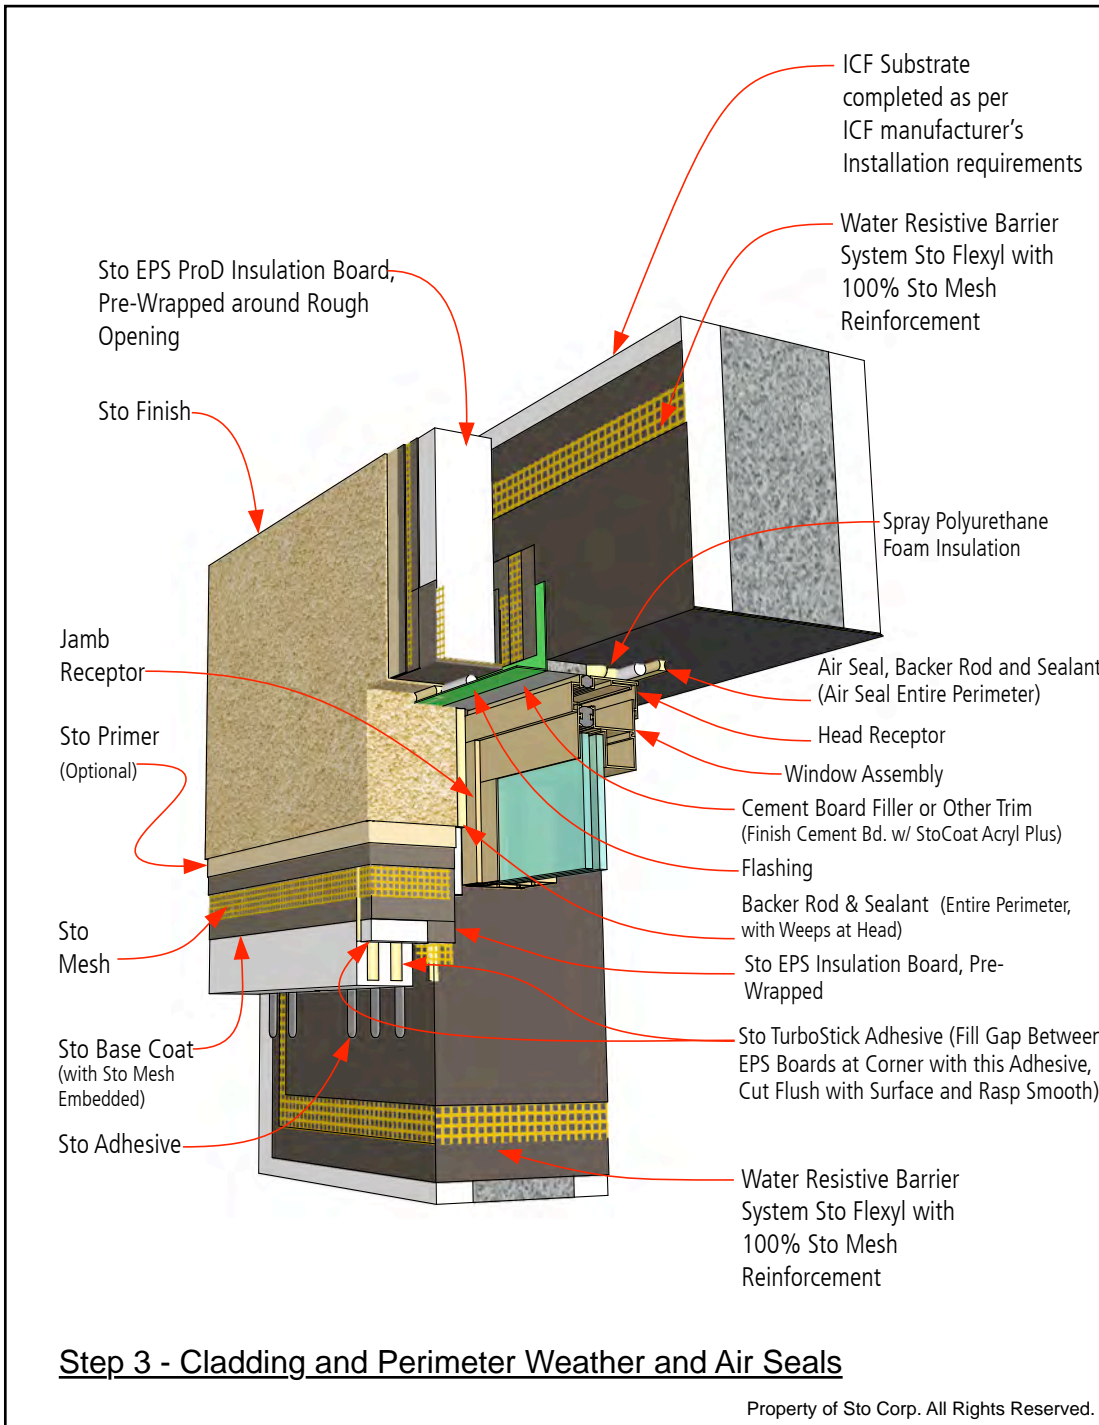 ICF Substrate
completed as per
ICF manufacturer's
Installation requirements
Water Resistive Barrier
System Sto Flexyl with
100% Sto Mesh
Reinforcement
Sto EPS ProD Insulation Board,
Pre-Wrapped around Rough
Opening
Sto Finish
Spray Polyurethane
Foam Insulation
Jamb
Receptor
Air Seal, Backer Rod and Sealant
(Air Seal Entire Perimeter)
Sto Primer
(Optional)
Head Receptor
Window Assembly
Cement Board Filler or Other Trim
(Finish Cement Bd. w/ StoCoat Acryl Plus)
Flashing
Backer Rod & Sealant (Entire Perimeter,
with Weeps at Head)
Sto
Mesh
Sto EPS Insulation Board, Pre-
Wrapped
Sto TurboStick Adhesive (Fill Gap Between
EPS Boards at Corner with this Adhesive,
Cut Flush with Surface and Rasp Smooth)
Sto Base Coat
(with Sto Mesh
Embedded)
Sto Adhesive
Water Resistive Barrier
System Sto Flexyl with
100% Sto Mesh
Reinforcement
Step 3 - Cladding and Perimeter Weather and Air Seals
Property of Sto Corp. All Rights Reserved.